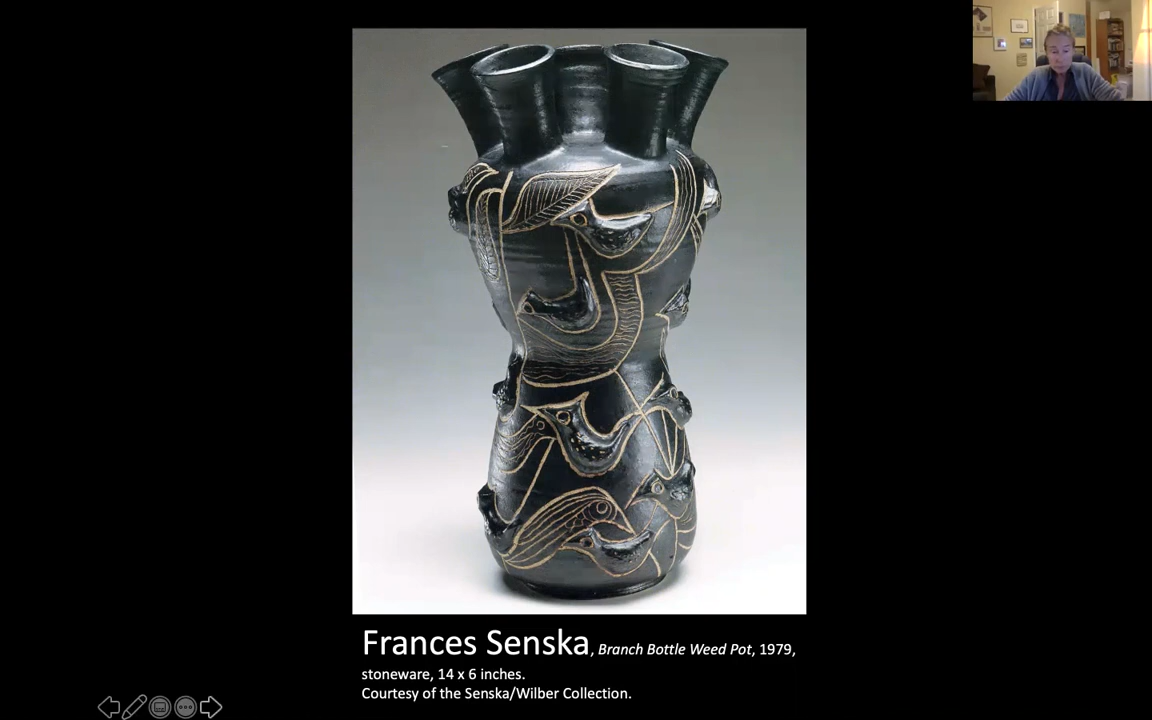 Frances Senska, Branch Bottle Weed Pot, 1979,
stoneware, 14 x 6 inches.
Courtesy of the Senska/Wilber Collection.